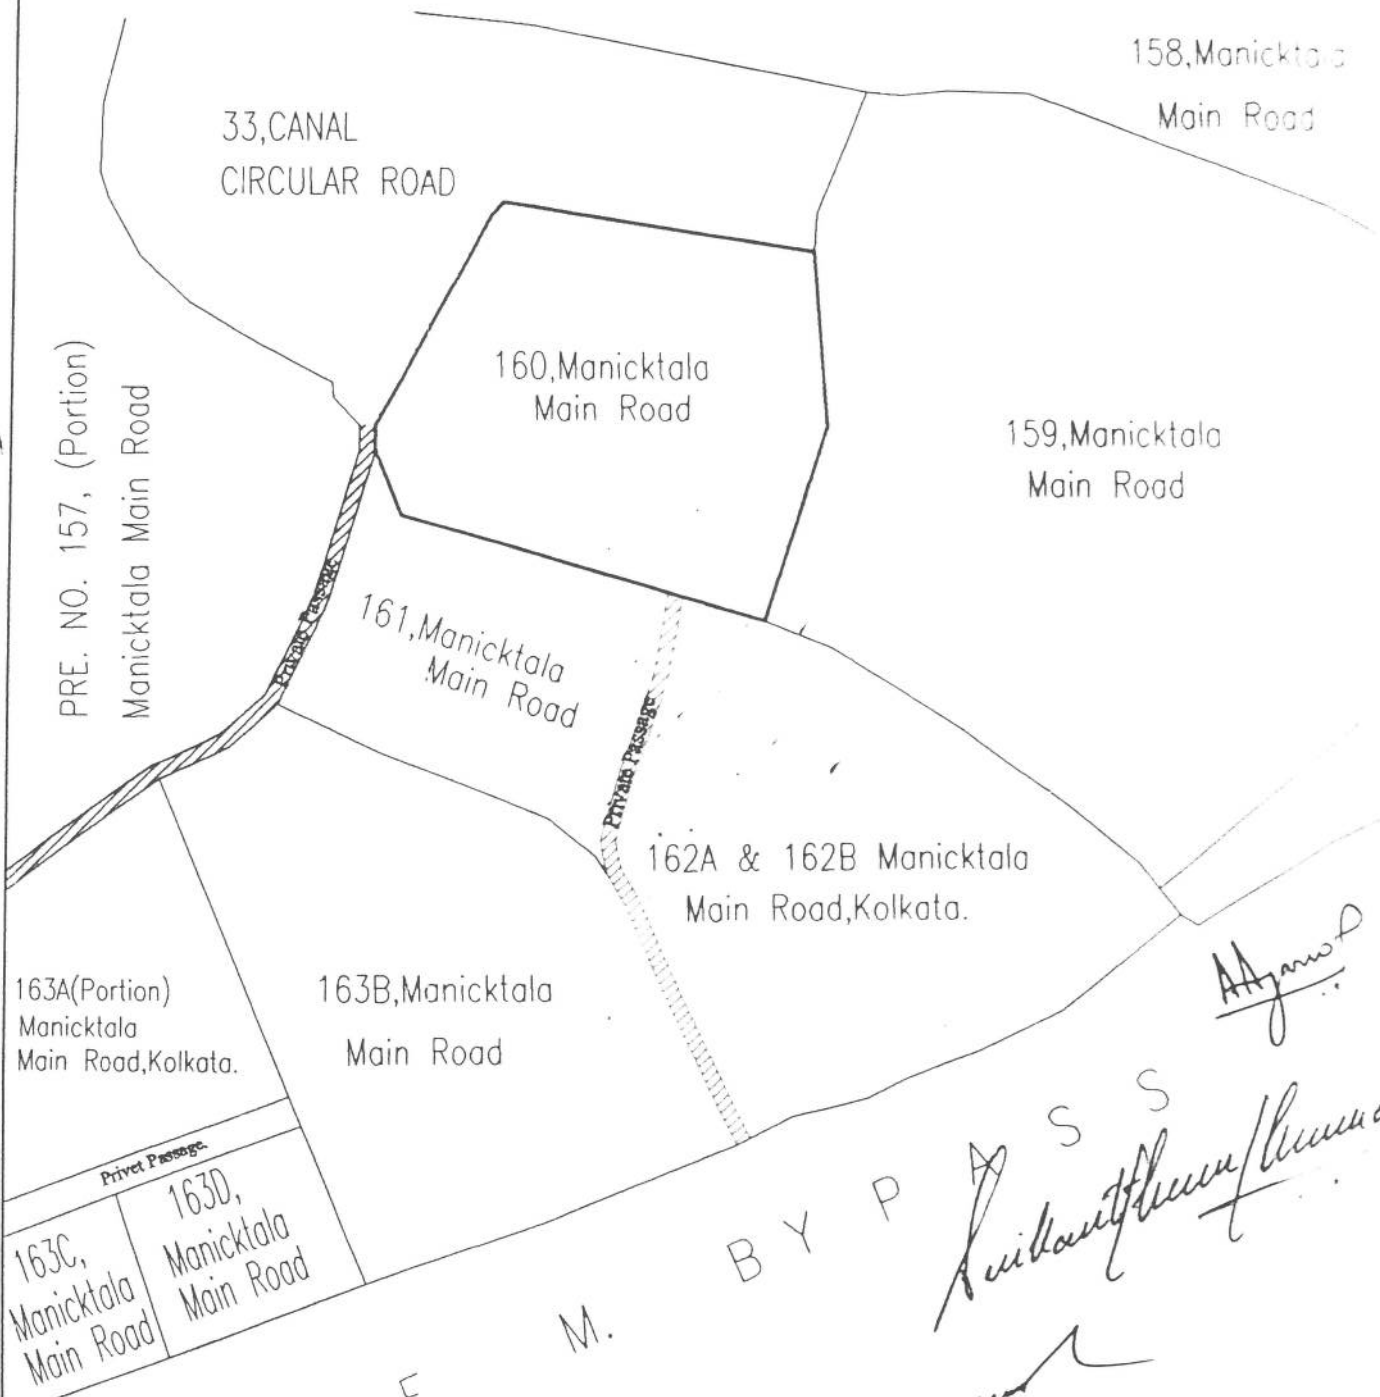 158,Manicktala
Main Road
33,CANAL
CIRCULAR ROAD
160,Manicktala
Main Road
159,Manicktala
Main Road
PRE. NO. 157, (Portion)
Manicktala Main Road
Private Passage
161,Manicktala
Main Road
Private Passage
162A & 162B Manicktala
Main Road,Kolkata.
163A(Portion)
Manicktala
Main Road,Kolkata.
163B,Manicktala
Main Road
Privet Passage.
163C,
Manicktala
Main Road
163D,
Manicktala
Main Road
E M. BYPASS